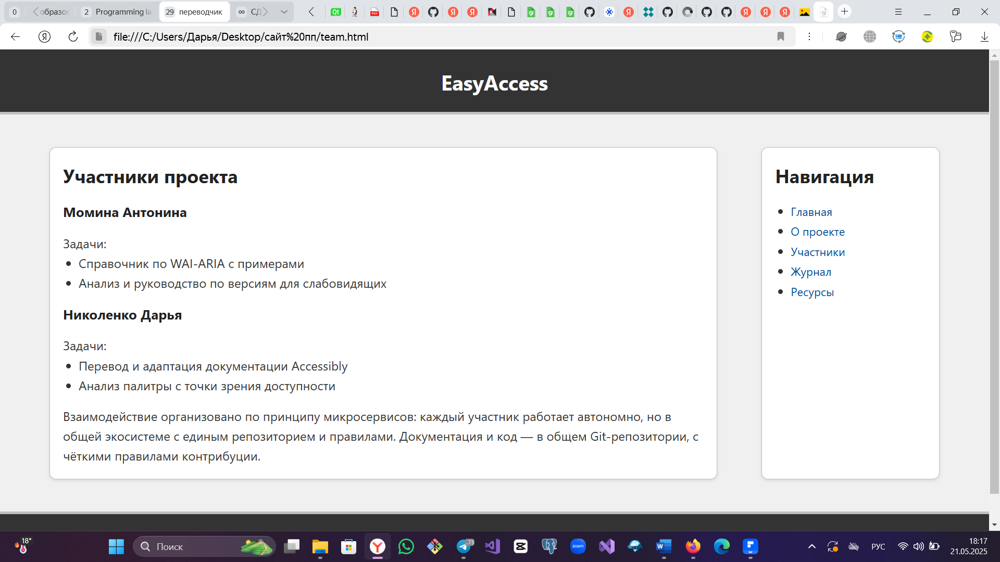 0
образов
2
Programming la
29
переводчик
∞
СД
Qt
PDF
Я
file:///C:/Users/Дарья/Desktop/сайт%20пп/team.html
EasyAccess
Участники проекта
Момина Антонина
Задачи:
Справочник по WAI-ARIA с примерами
Анализ и руководство по версиям для слабовидящих
Николенко Дарья
Задачи:
Перевод и адаптация документации Accessibly
Анализ палитры с точки зрения доступности
Взаимодействие организовано по принципу микросервисов: каждый участник работает автономно, но в
общей экосистеме с единым репозиторием и правилами. Документация и код — в общем Git-репозитории, с
чёткими правилами контрибуции.
Навигация
Главная
О проекте
Участники
Журнал
Ресурсы
18°
Поиск
73
zoom
РУС
18:17
21.05.2025